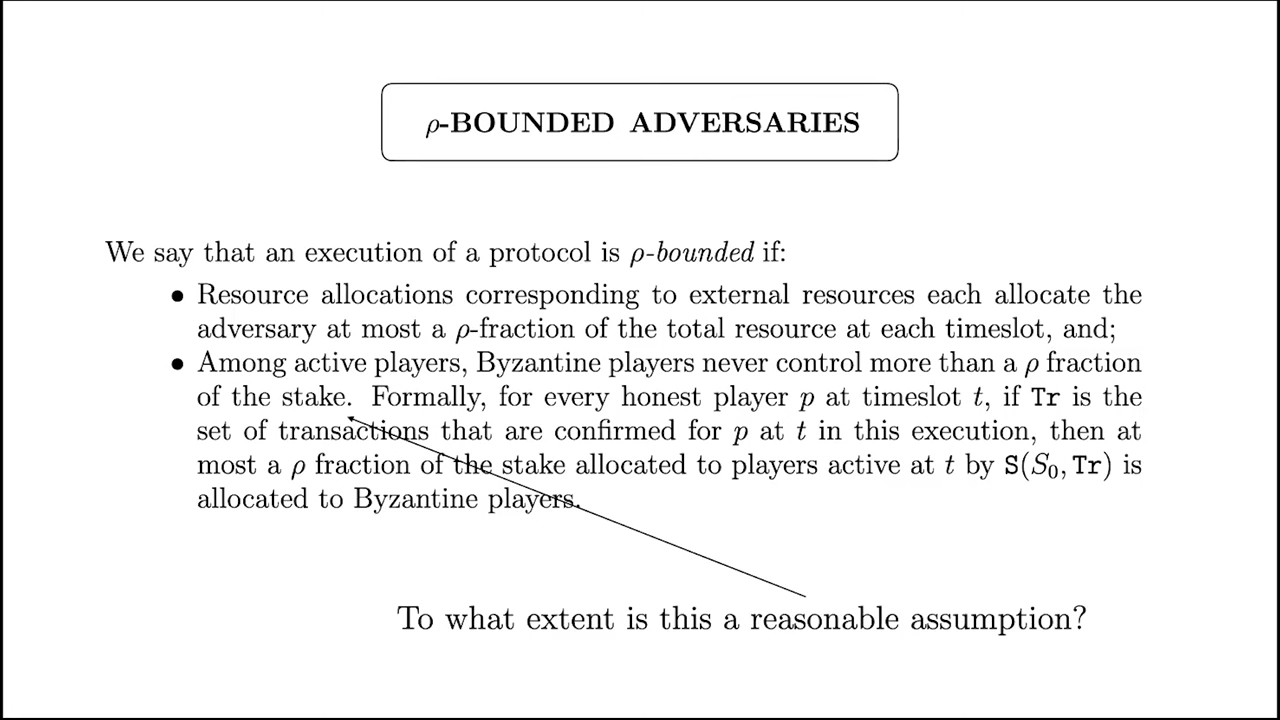 ρ-BOUNDED ADVERSARIES
We say that an execution of a protocol is ρ-bounded if:
• Resource allocations corresponding to external resources each allocate the
adversary at most a ρ-fraction of the total resource at each timeslot, and;
• Among active players, Byzantine players never control more than a ρ fraction
of the stake. Formally, for every honest player p at timeslot t, if Tr is the
set of transactions that are confirmed for p at t in this execution, then at
most a ρ fraction of the stake allocated to players active at t by S(S₀, Tr) is
allocated to Byzantine players.
To what extent is this a reasonable assumption?